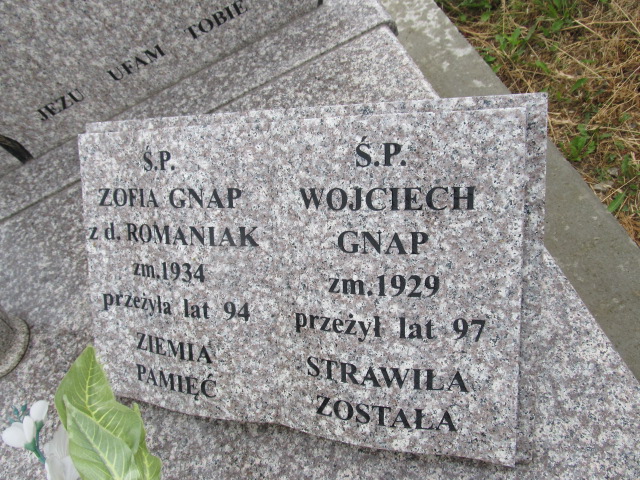 JEZU UFAM TOBIE
Ś.P.
ZOFIA GNAP
z d. ROMANIAK
zm.1934
przeżyła lat 94
ZIEMIA
PAMIĘĆ
Ś.P.
WOJCIECH
GNAP
zm.1929
przeżył lat 97
STRAWIŁA
ZOSTAŁA